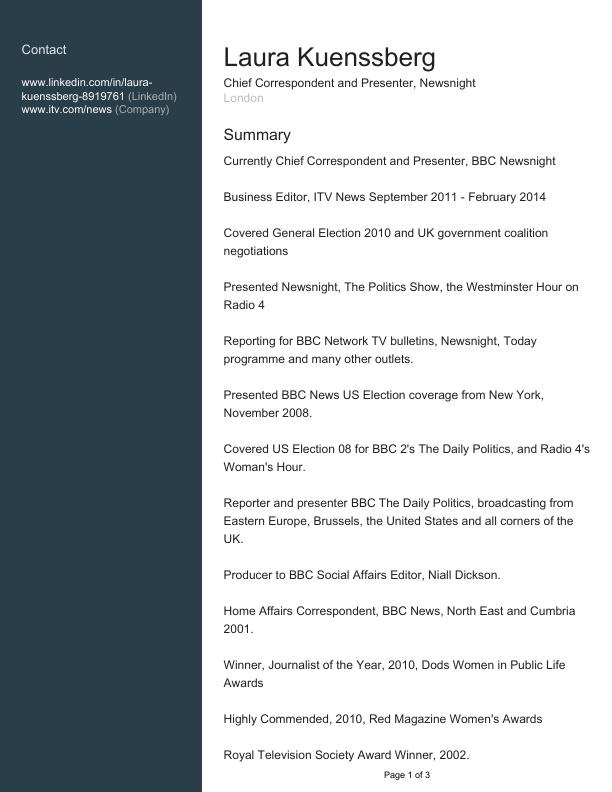 Contact
www.linkedin.com/in/laura-
kuenssberg-8919761 (LinkedIn)
www.itv.com/news (Company)
Laura Kuenssberg
Chief Correspondent and Presenter, Newsnight
London
Summary
Currently Chief Correspondent and Presenter, BBC Newsnight
Business Editor, ITV News September 2011 - February 2014
Covered General Election 2010 and UK government coalition
negotiations
Presented Newsnight, The Politics Show, the Westminster Hour on
Radio 4
Reporting for BBC Network TV bulletins, Newsnight, Today
programme and many other outlets.
Presented BBC News US Election coverage from New York,
November 2008.
Covered US Election 08 for BBC 2's The Daily Politics, and Radio 4's
Woman's Hour.
Reporter and presenter BBC The Daily Politics, broadcasting from
Eastern Europe, Brussels, the United States and all corners of the
UK.
Producer to BBC Social Affairs Editor, Niall Dickson.
Home Affairs Correspondent, BBC News, North East and Cumbria
2001.
Winner, Journalist of the Year, 2010, Dods Women in Public Life
Awards
Highly Commended, 2010, Red Magazine Women's Awards
Royal Television Society Award Winner, 2002.
Page 1 of 3